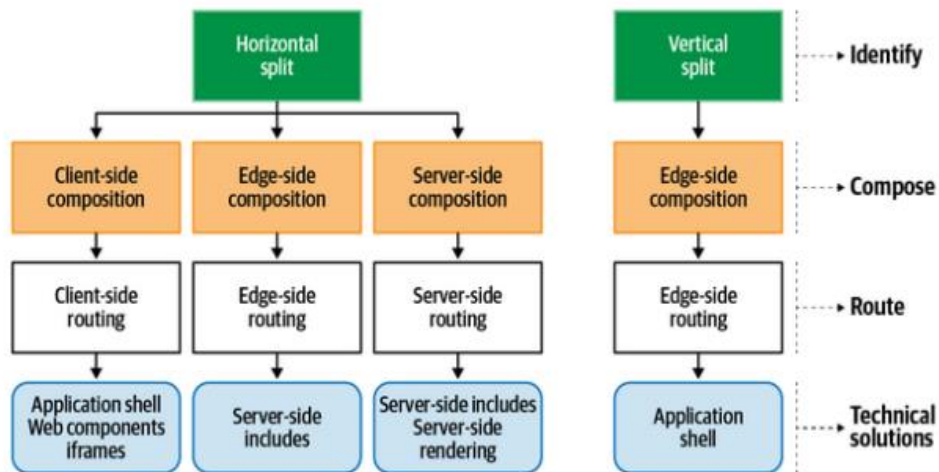 Horizontal
split
Vertical
split
Identify
Client-side
composition
Edge-side
composition
Server-side
composition
Edge-side
composition
Compose
Client-side
routing
Edge-side
routing
Server-side
routing
Edge-side
routing
Route
Application shell
Web components
iframes
Server-side
includes
Server-side includes
Server-side
rendering
Application
shell
Technical
solutions